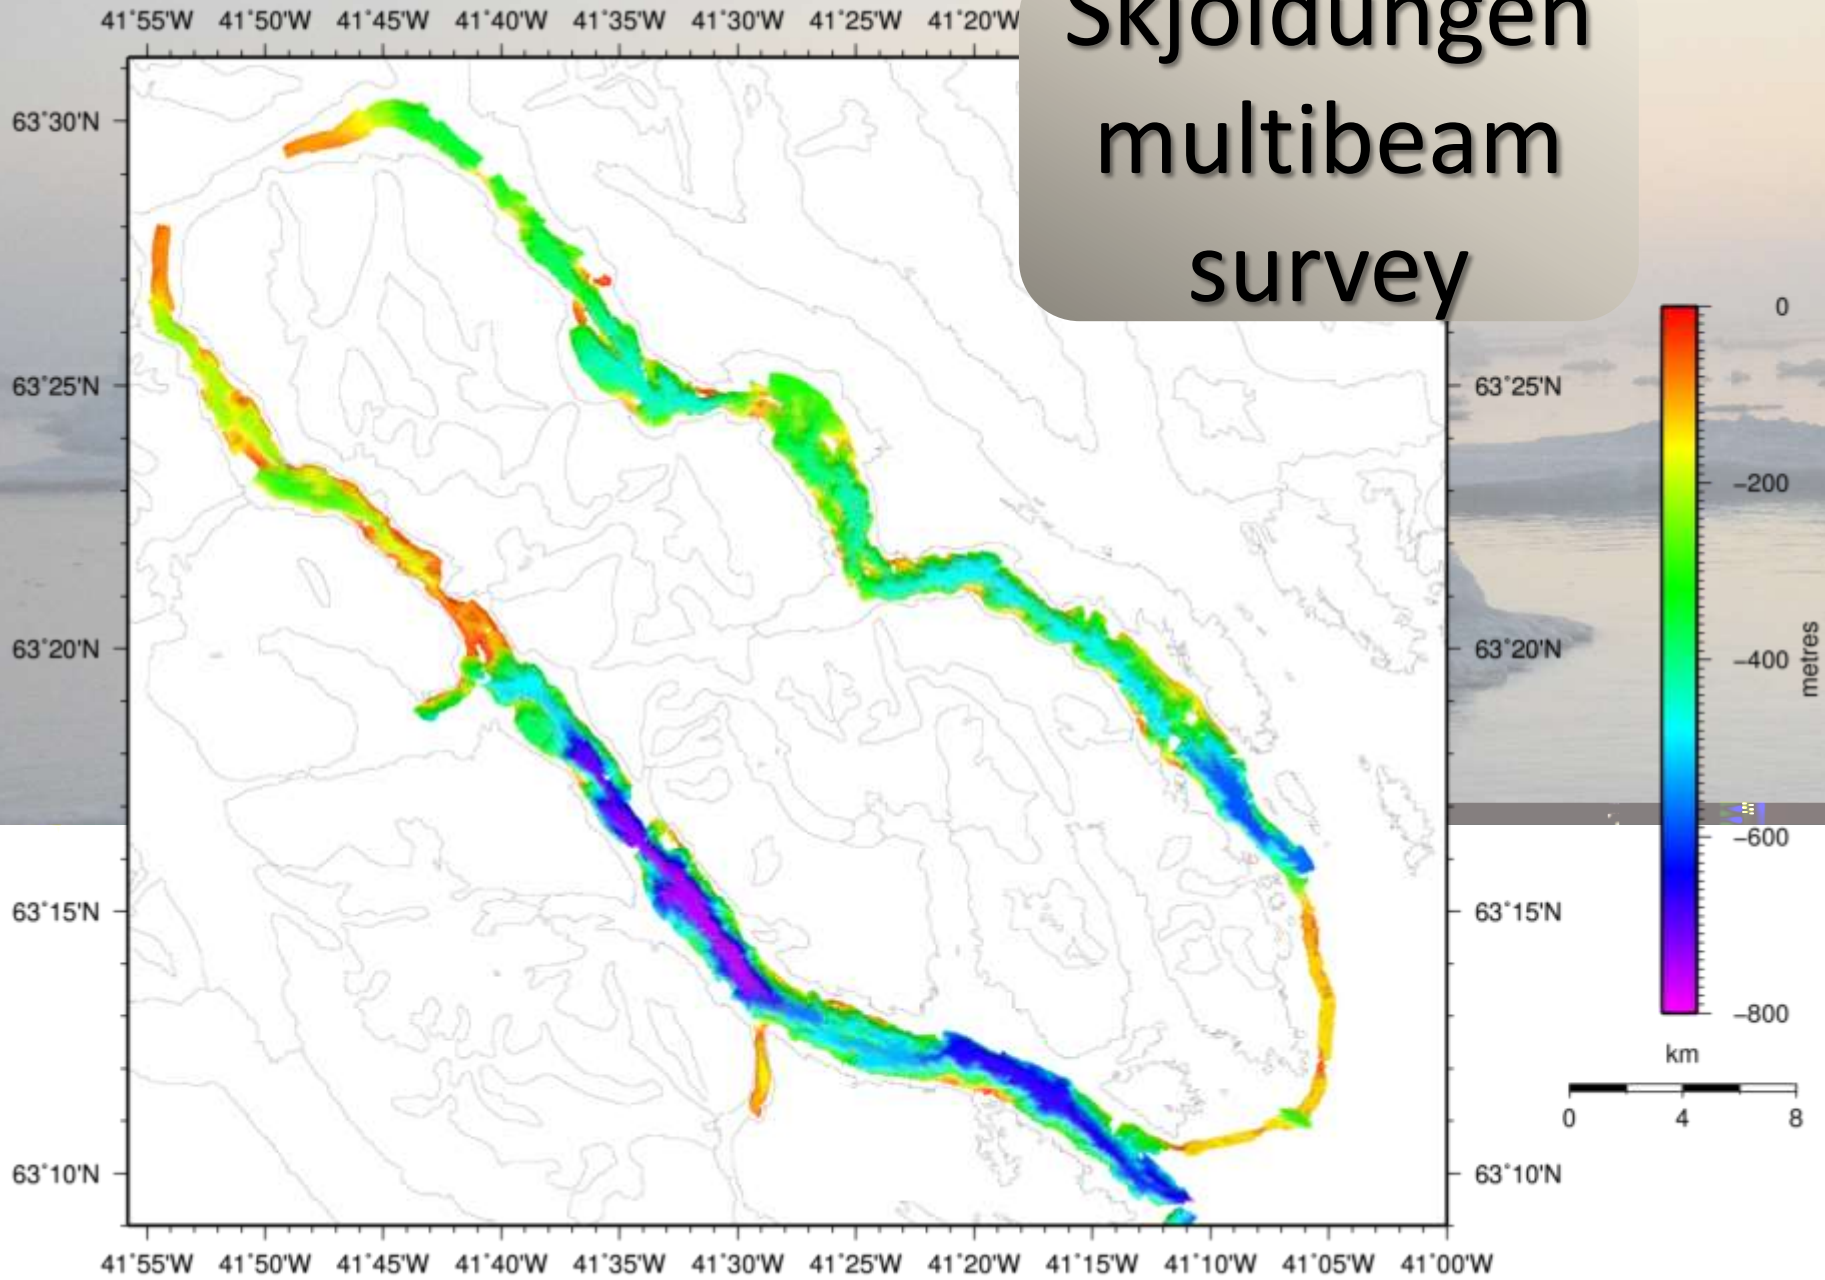 41°55'W 41°50'W 41°45'W 41°40'W 41°35'W 41°30'W 41°25'W 41°20'W
Skjoldungen
multibeam
survey
63°30'N
63°25'N
63°20'N
63°15'N
63°10'N
63°25'N
63°20'N
63°15'N
63°10'N
0
−200
−400
−600
−800
metres
km
0 4 8
41°55'W 41°50'W 41°45'W 41°40'W 41°35'W 41°30'W 41°25'W 41°20'W 41°15'W 41°10'W 41°05'W 41°00'W